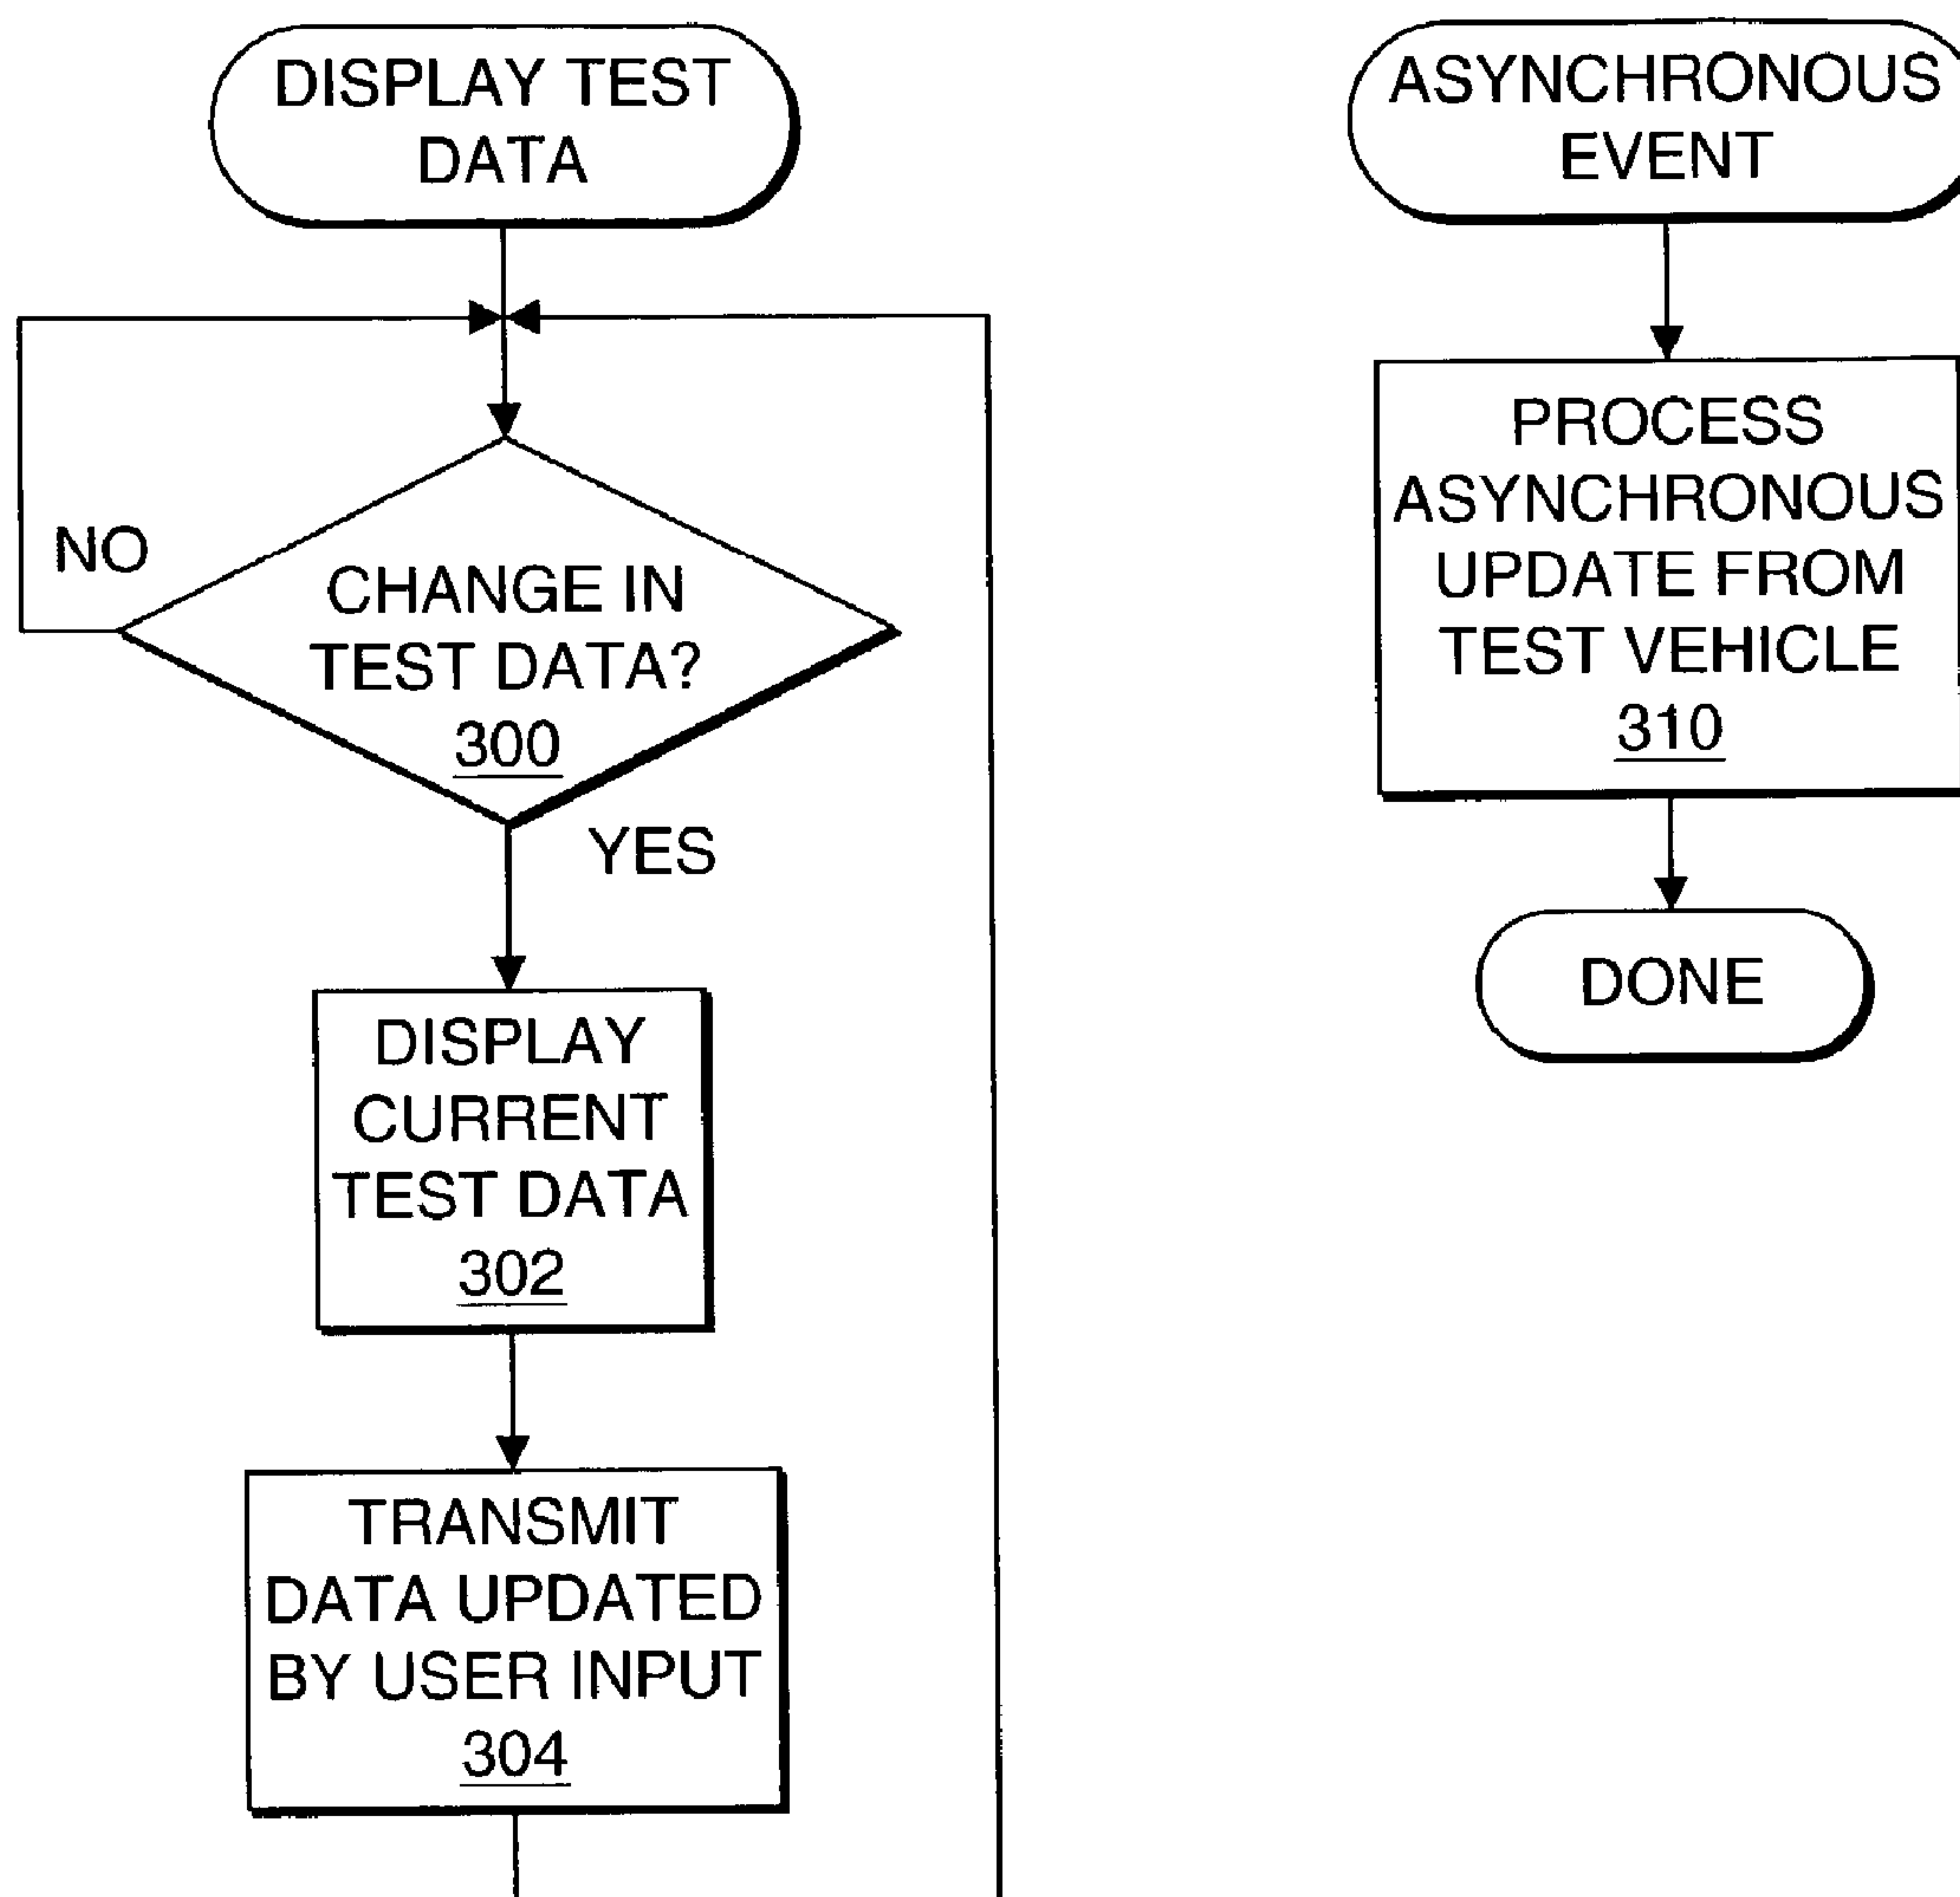 DISPLAY TEST
DATA
NO
CHANGE IN
TEST DATA?
300
YES
DISPLAY
CURRENT
TEST DATA
302
TRANSMIT
DATA UPDATED
BY USER INPUT
304
ASYNCHRONOUS
EVENT
PROCESS
ASYNCHRONOUS
UPDATE FROM
TEST VEHICLE
310
DONE